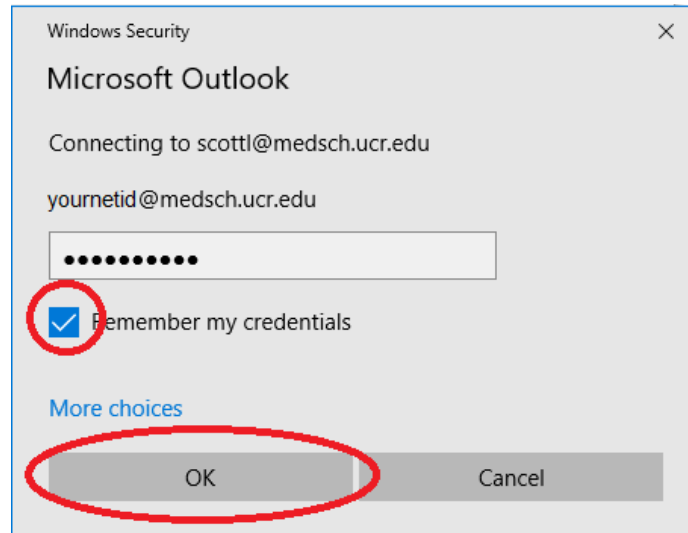 Windows Security
Microsoft Outlook
Connecting to scottl@medsch.ucr.edu
yournetid@medsch.ucr.edu
●●●●●●●●●●
Remember my credentials
More choices
OK
Cancel